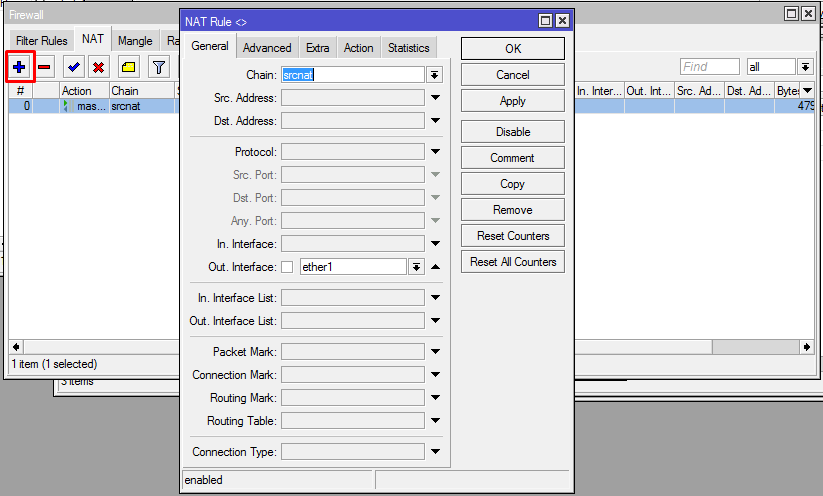 Firewall
Filter Rules NAT Mangle Ra
Find all
# Action Chain S In. Inter... Out. Int... Src. Ad... Dst. Ad... Bytes
0 mas... srcnat 479
1 item (1 selected)
3 items
NAT Rule <>
General Advanced Extra Action Statistics
Chain: srcnat
Src. Address:
Dst. Address:
Protocol:
Src. Port:
Dst. Port:
Any. Port:
In. Interface:
Out. Interface: ether1
In. Interface List:
Out. Interface List:
Packet Mark:
Connection Mark:
Routing Mark:
Routing Table:
Connection Type:
OK
Cancel
Apply
Disable
Comment
Copy
Remove
Reset Counters
Reset All Counters
enabled